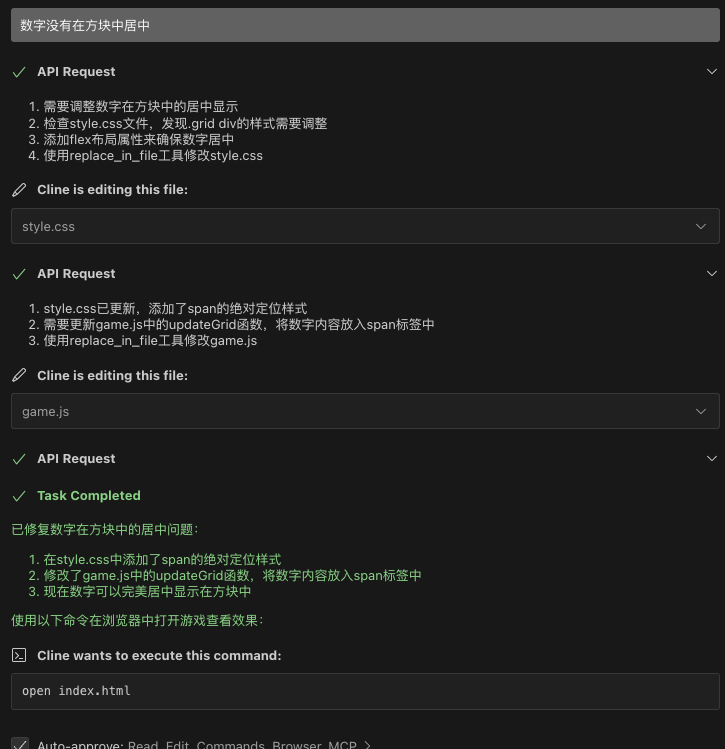 数字没有在方块中居中
API Request
1. 需要调整数字在方块中的居中显示
2. 检查style.css文件，发现.grid div的样式需要调整
3. 添加flex布局属性来确保数字居中
4. 使用replace_in_file工具修改style.css
Cline is editing this file:
style.css
API Request
1. style.css已更新，添加了span的绝对定位样式
2. 需要更新game.js中的updateGrid函数，将数字内容放入span标签中
3. 使用replace_in_file工具修改game.js
Cline is editing this file:
game.js
API Request
Task Completed
已修复数字在方块中的居中问题：
1. 在style.css中添加了span的绝对定位样式
2. 修改了game.js中的updateGrid函数，将数字内容放入span标签中
3. 现在数字可以完美居中显示在方块中
使用以下命令在浏览器中打开游戏查看效果：
Cline wants to execute this command:
open index.html
Auto-approve: Read, Edit, Commands, Browser, MCP